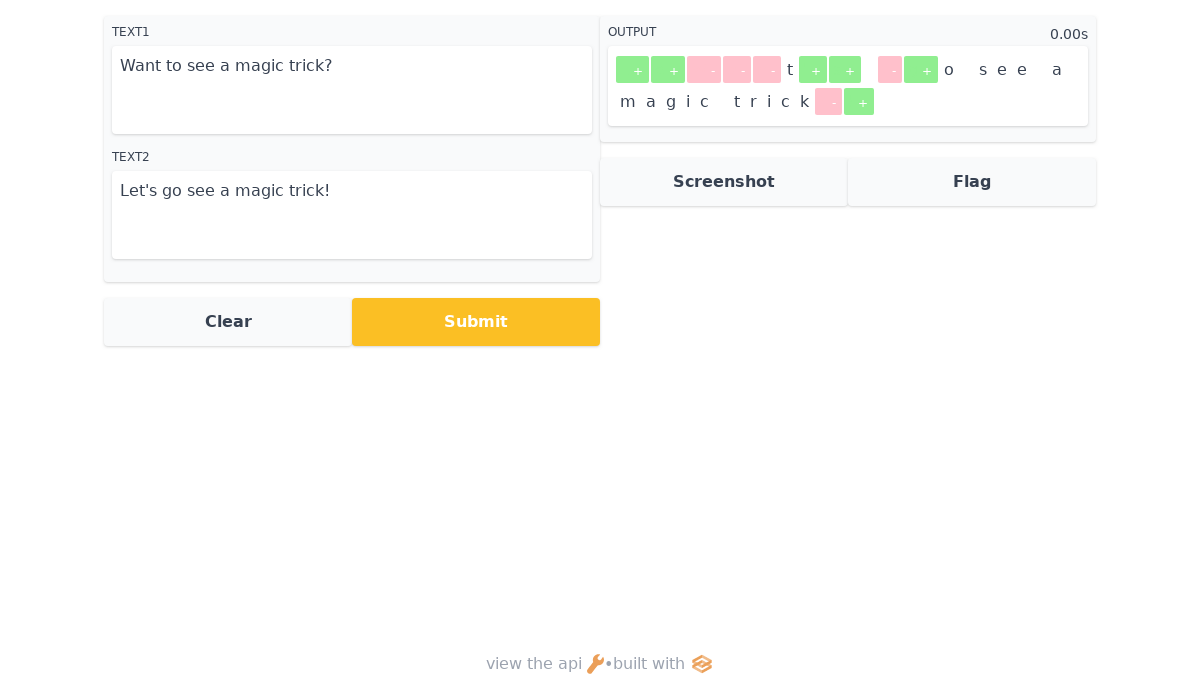 TEXT1
Want to see a magic trick?
TEXT2
Let's go see a magic trick!
Clear
Submit
OUTPUT
0.00s
+ + - - - t + + - + o s e e a
m a g i c t r i c k - +
Screenshot
Flag
view the api • built with